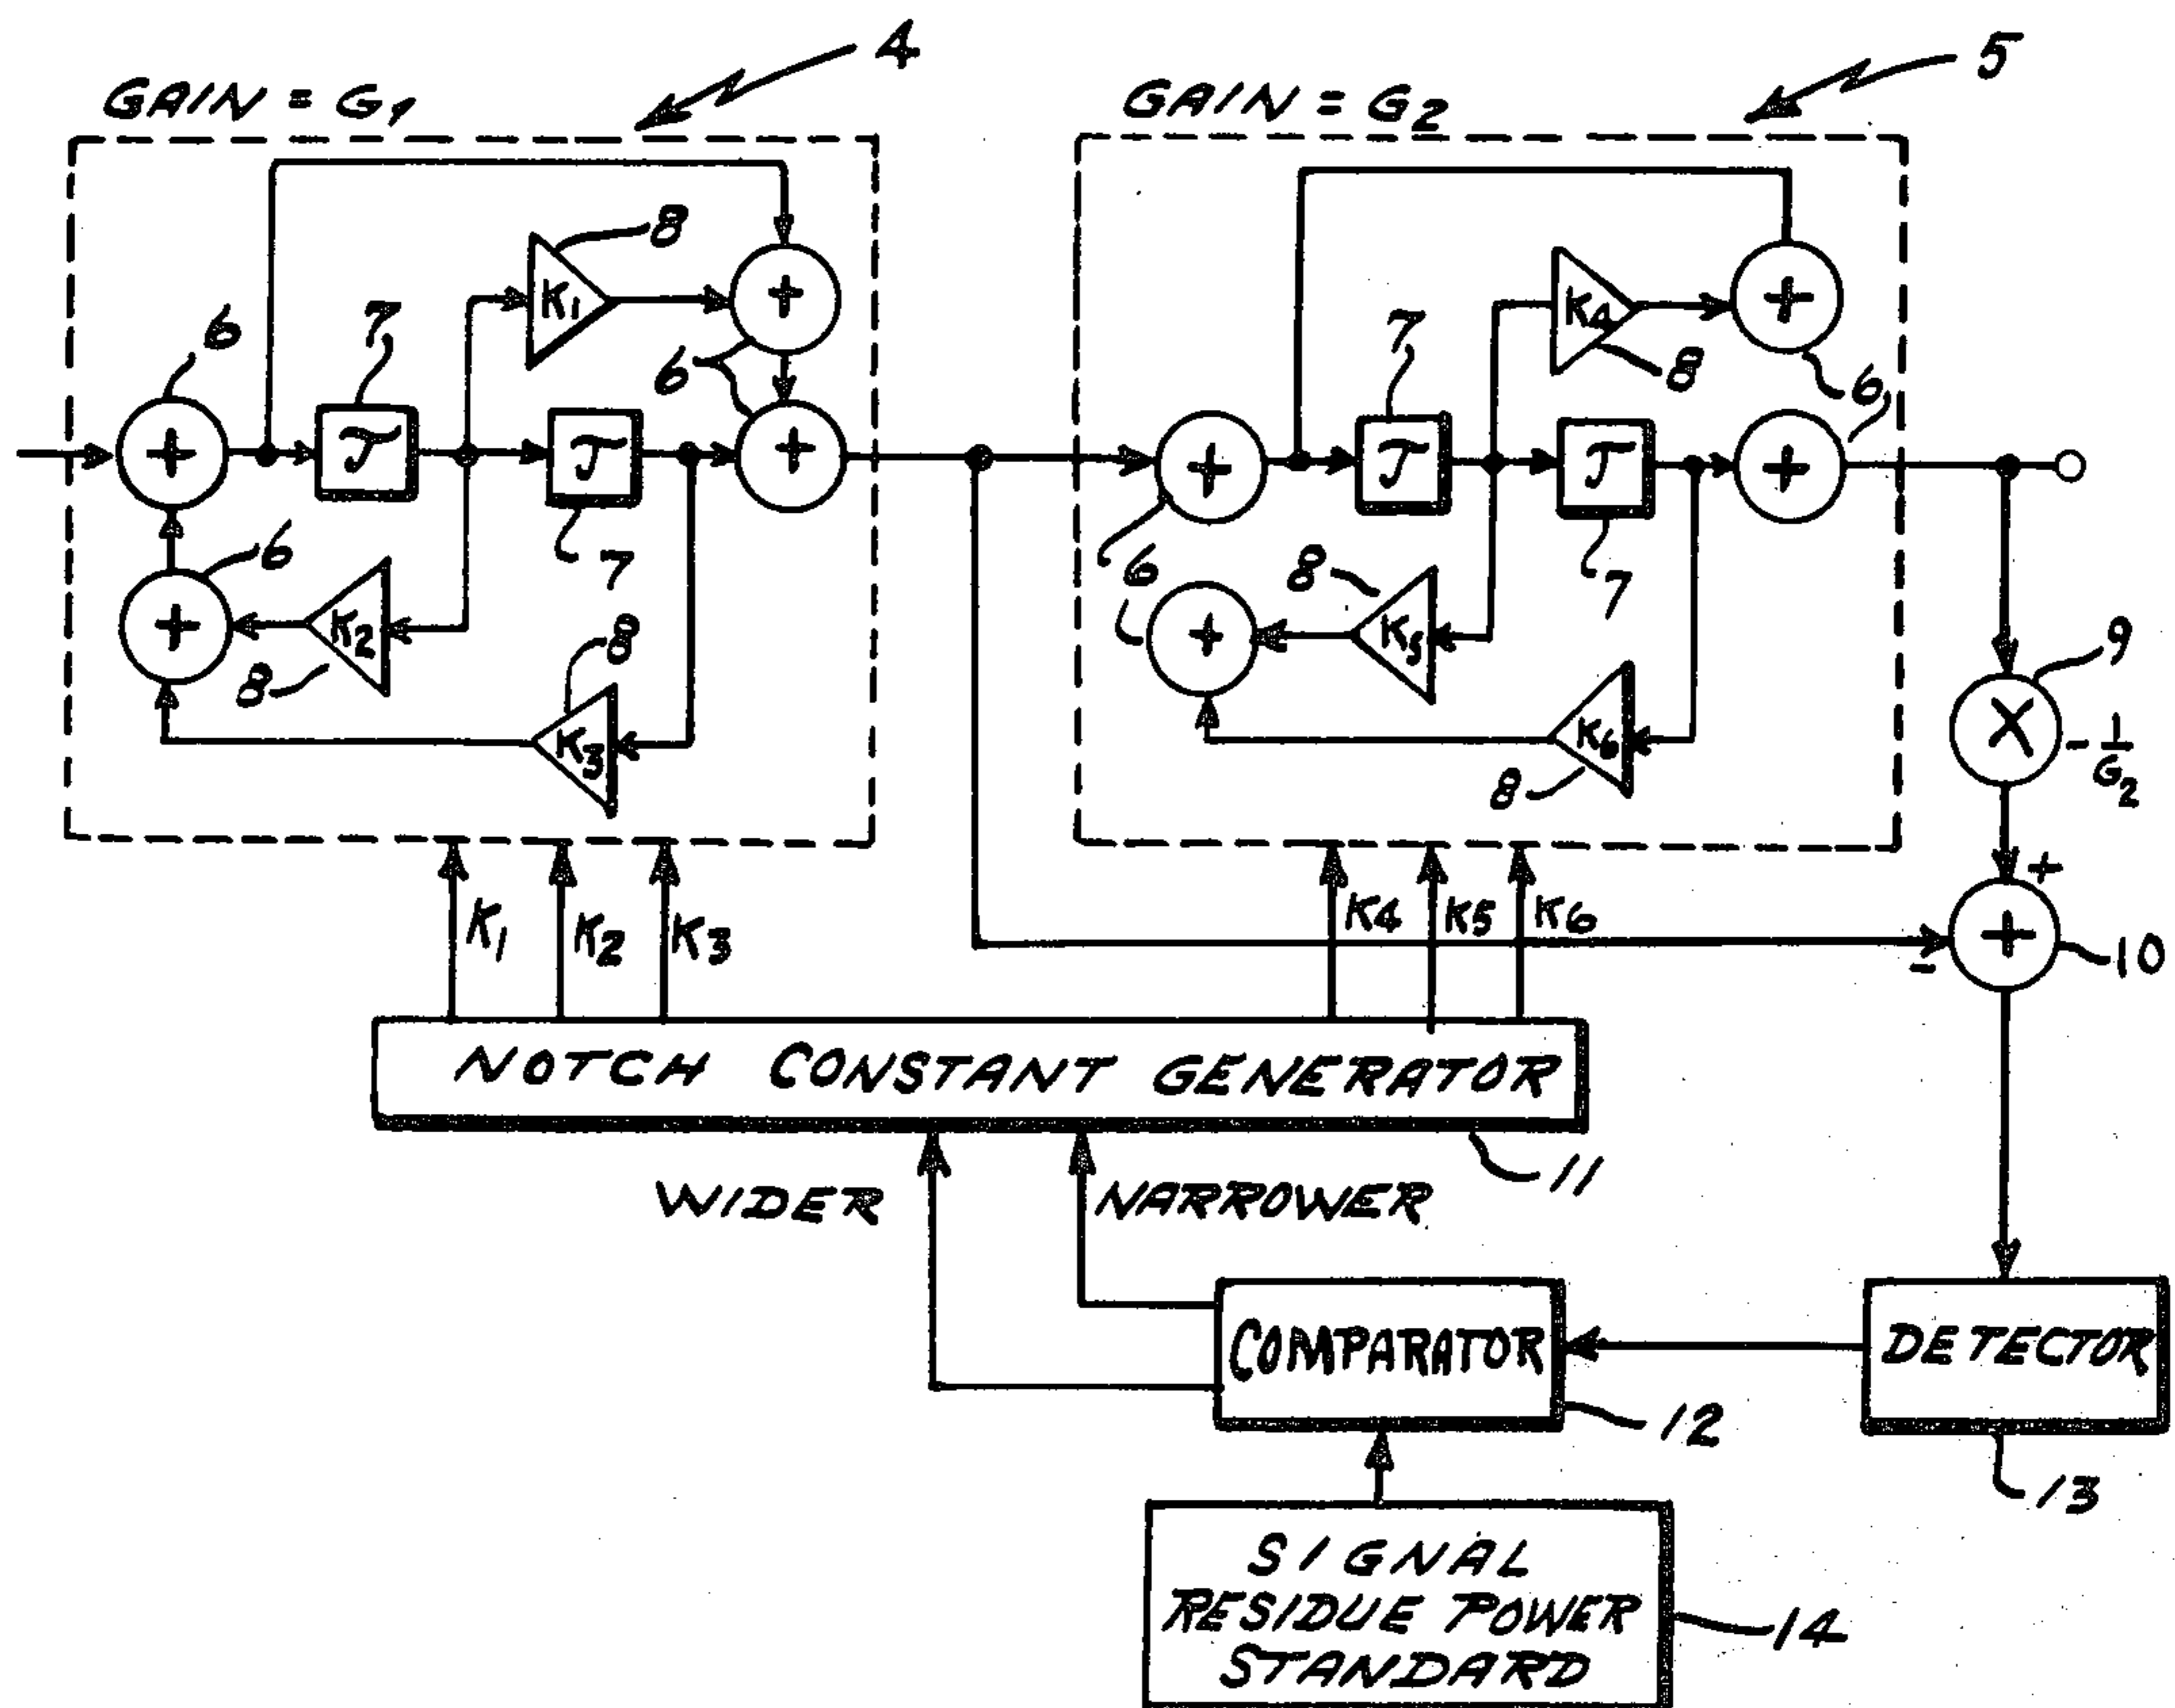 4
5
GAIN = G1
GAIN = G2
8
K1
+
K4
+
8
6
7
6
7
6
+
T
T
+
+
T
T
+
6
7
8
6
7
+
K2
8
8
+
K5
6
8
K3
K6
8
9
X
- 1/G2
+
K1
K2
K3
K4
K5
K6
+
-
10
NOTCH CONSTANT GENERATOR
11
WIDER
NARROWER
COMPARATOR
DETECTOR
12
13
SIGNAL
RESIDUE POWER
STANDARD
14